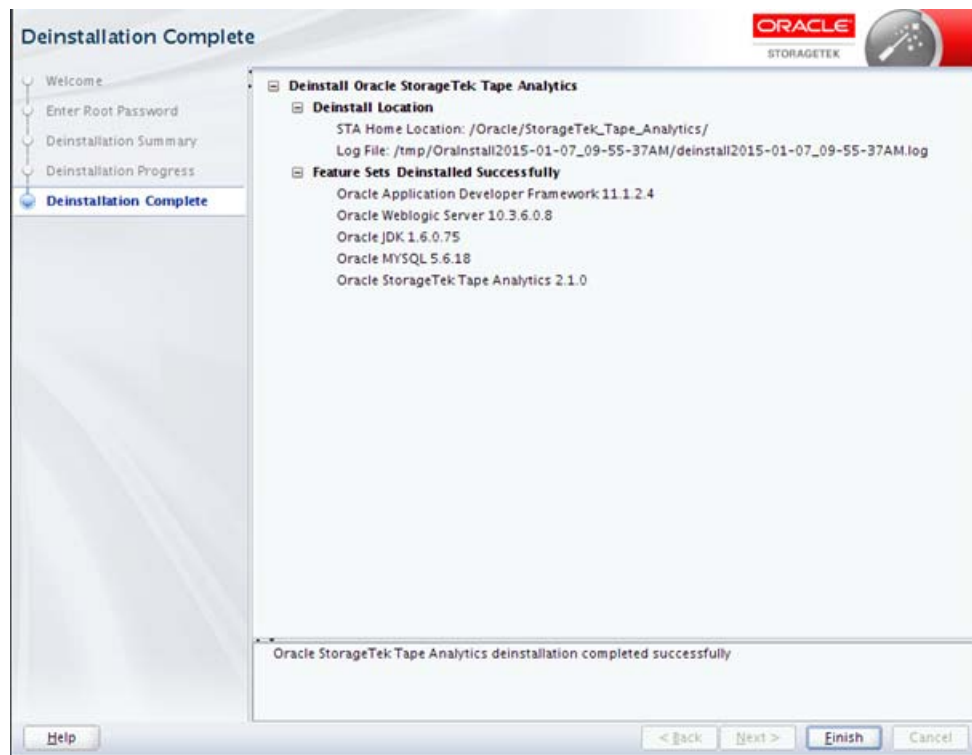 Deinstallation Complete
ORACLE
STORAGETEK
Welcome
Enter Root Password
Deinstallation Summary
Deinstallation Progress
Deinstallation Complete
Deinstall Oracle StorageTek Tape Analytics
Deinstall Location
STA Home Location: /Oracle/StorageTek_Tape_Analytics/
Log File: /tmp/OraInstall2015-01-07_09-55-37AM/deinstall2015-01-07_09-55-37AM.log
Feature Sets Deinstalled Successfully
Oracle Application Developer Framework 11.1.2.4
Oracle Weblogic Server 10.3.6.0.8
Oracle JDK 1.6.0.75
Oracle MYSQL 5.6.18
Oracle StorageTek Tape Analytics 2.1.0
Oracle StorageTek Tape Analytics deinstallation completed successfully
Help
< Back
Next >
Finish
Cancel